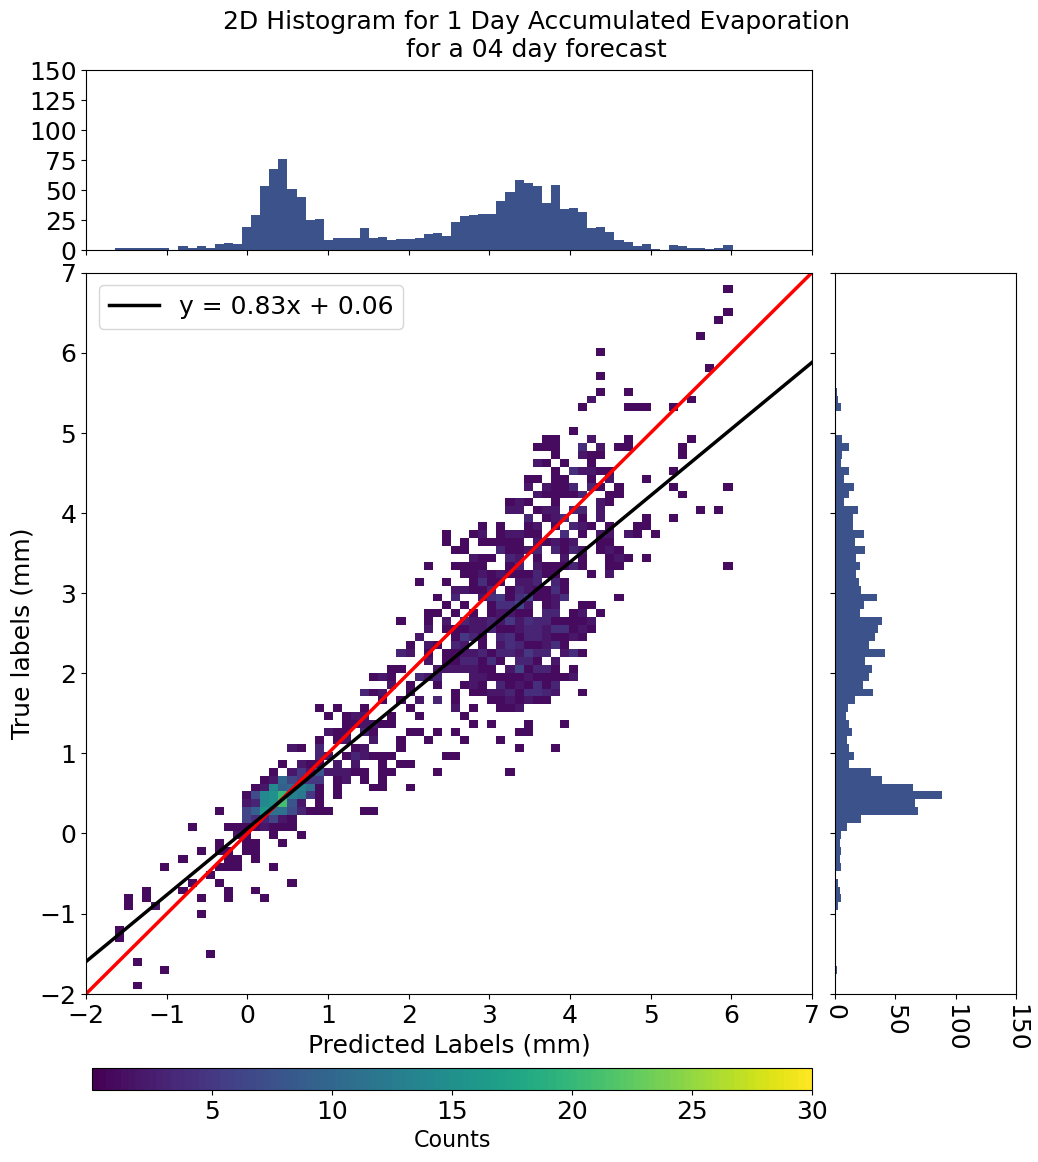 2D Histogram for 1 Day Accumulated Evaporation
for a 04 day forecast
150
125
100
75
50
25
0
7
6
5
4
3
2
1
0
−1
−2
True labels (mm)
y = 0.83x + 0.06
−2 −1 0 1 2 3 4 5 6 7
Predicted Labels (mm)
0 50 100 150
5 10 15 20 25 30
Counts